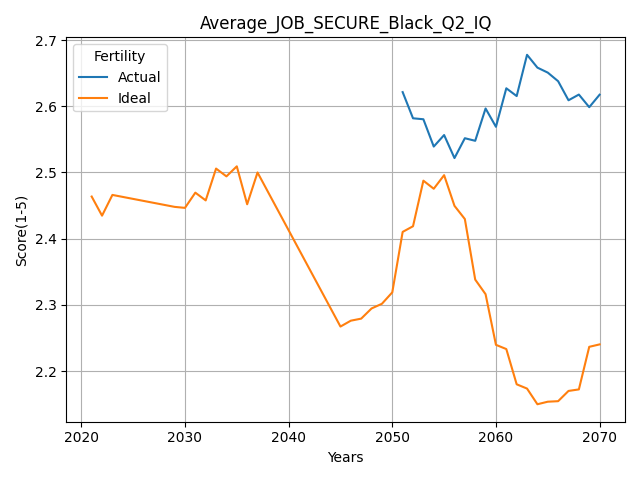 Average_JOB_SECURE_Black_Q2_IQ
Fertility
Actual
Ideal
Score(1-5)
2.7
2.6
2.5
2.4
2.3
2.2
2020 2030 2040 2050 2060 2070
Years